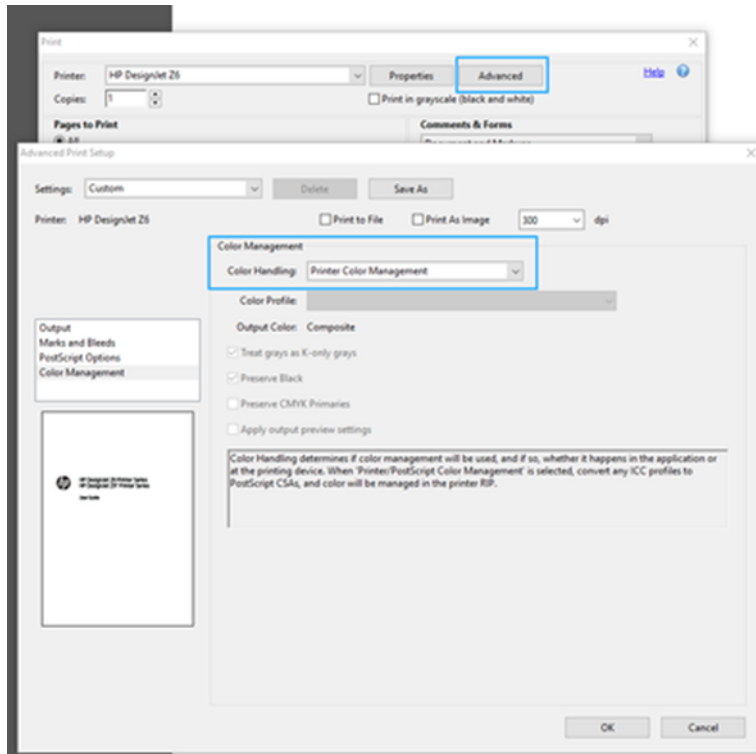 Print
Printer: HP DesignJet Z6 Properties Advanced Help
Copies: 1 Print in grayscale (black and white)
Pages to Print Comments & Forms
All
Advanced Print Setup
Settings: Custom Delete Save As
Printer: HP DesignJet Z6 Print to File Print As Image 300 dpi
Color Management
Color Handling: Printer Color Management
Color Profile:
Output Color: Composite
Output
Marks and Bleeds
PostScript Options
Color Management
Treat grays as K-only grays
Preserve Black
Preserve CMYK Primaries
Apply output preview settings
Color Handling determines if color management will be used, and if so, whether it happens in the application or
at the printing device. When 'Printer/PostScript Color Management' is selected, convert any ICC profiles to
PostScript CSAs, and color will be managed in the printer RIP.
hp
OK Cancel